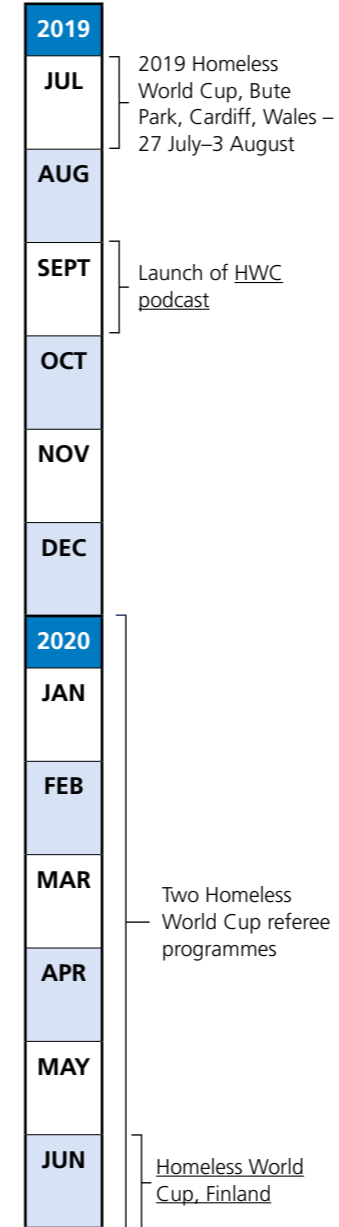 2019
JUL
2019 Homeless
World Cup, Bute
Park, Cardiff, Wales –
27 July–3 August
AUG
SEPT
Launch of HWC
podcast
OCT
NOV
DEC
2020
JAN
FEB
MAR
Two Homeless
World Cup referee
programmes
APR
MAY
JUN
Homeless World
Cup, Finland